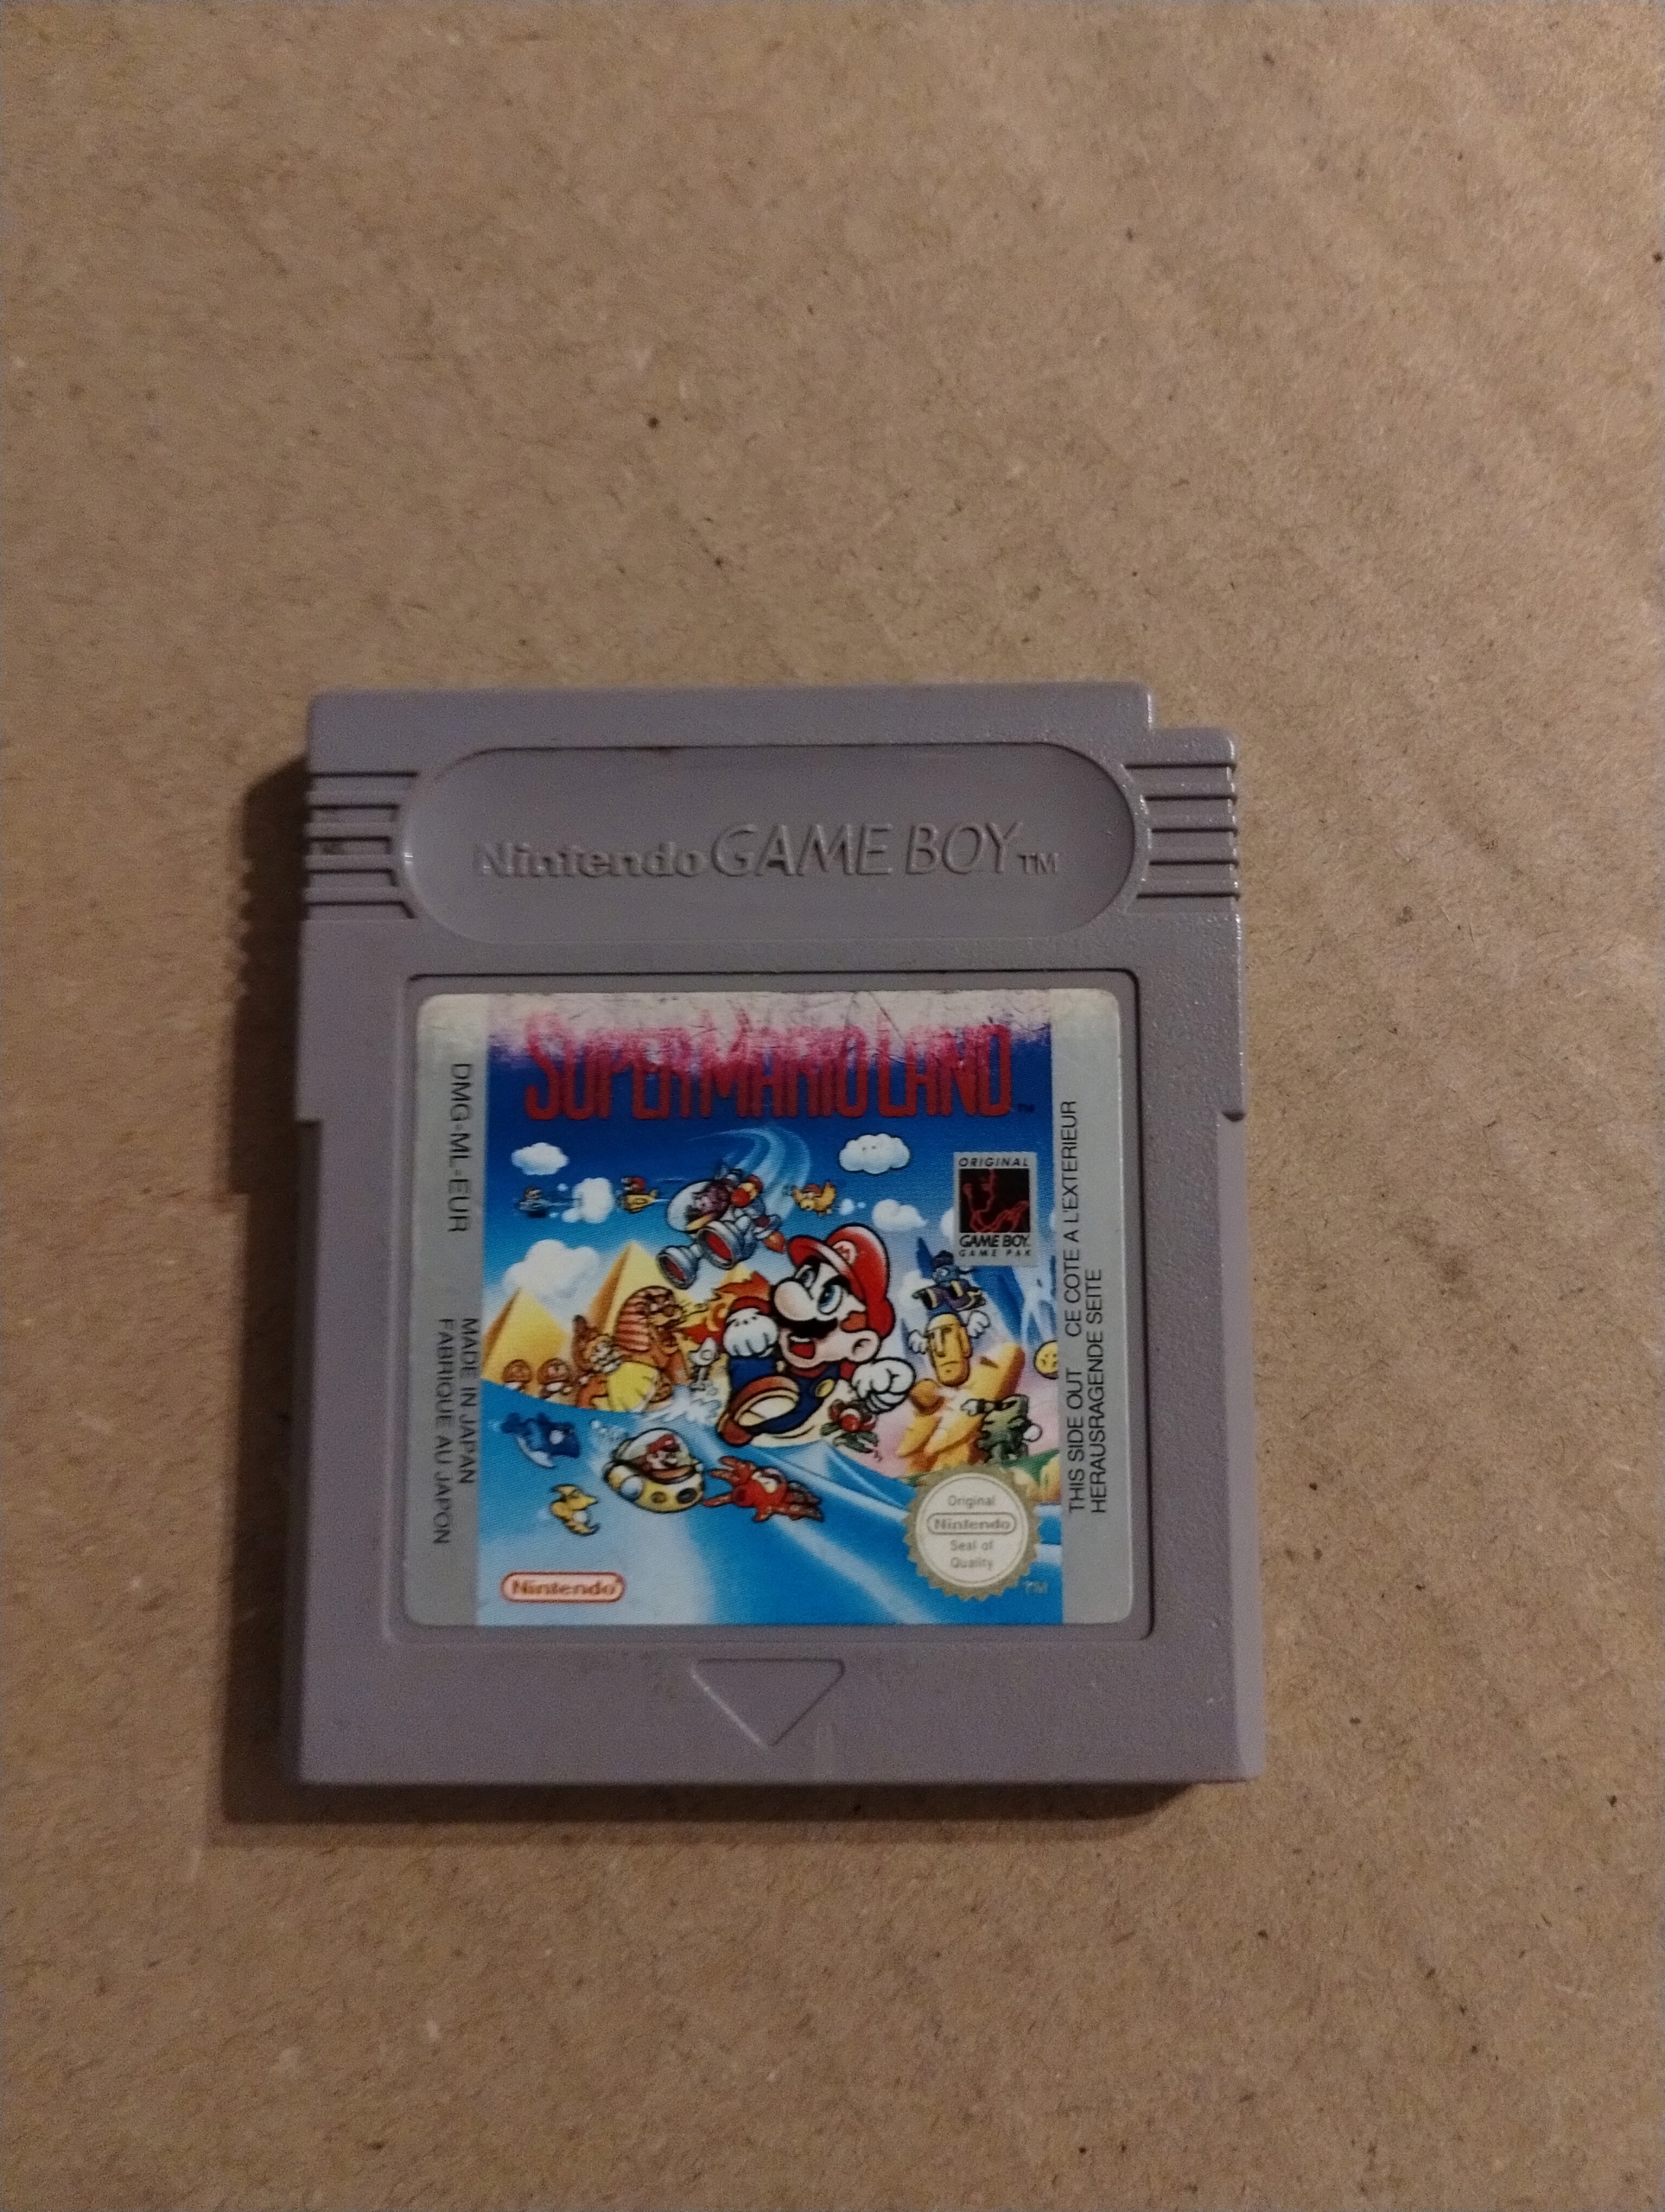 Nintendo GAME BOY TM
SUPER MARIO LAND TM
DMG-ML-EUR
MADE IN JAPAN
FABRIQUE AU JAPON
ORIGINAL
GAME BOY
GAME PAK
THIS SIDE OUT CE COTE A L'EXTERIEUR
HERAUSRAGENDE SEITE
Original
Nintendo
Seal of
Quality
TM
Nintendo®